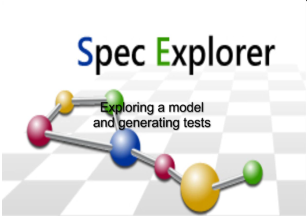 Spec Explorer
Exploring a model
and generating tests